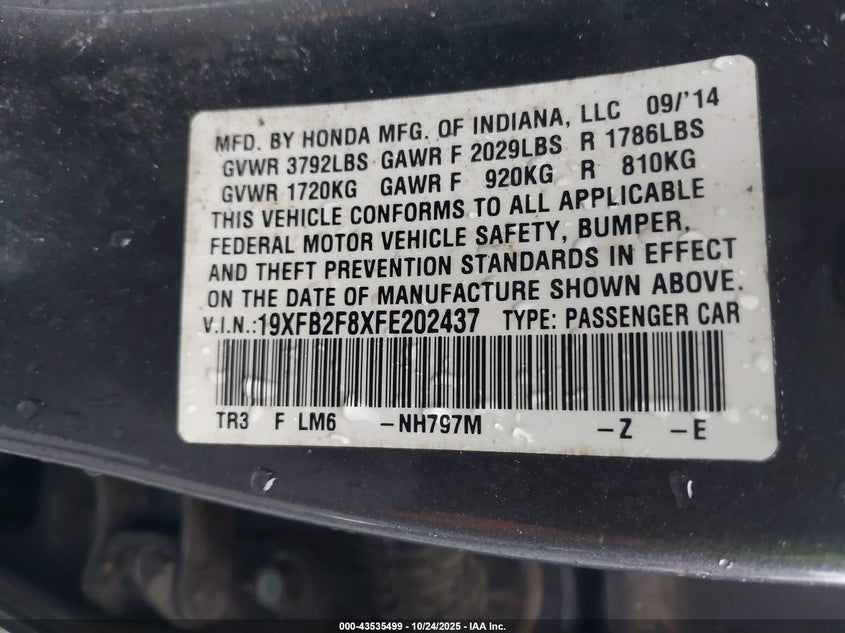 MFD. BY HONDA MFG. OF INDIANA, LLC 09/'14
GVWR 3792LBS GAWR F 2029LBS R 1786LBS
GVWR 1720KG GAWR F 920KG R 810KG
THIS VEHICLE CONFORMS TO ALL APPLICABLE
FEDERAL MOTOR VEHICLE SAFETY, BUMPER,
AND THEFT PREVENTION STANDARDS IN EFFECT
ON THE DATE OF MANUFACTURE SHOWN ABOVE.
V.I.N.:19XFB2F8XFE202437 TYPE: PASSENGER CAR
TR3 F LM6 -NH797M -Z -E
000-43535499 - 10/24/2025 - IAA Inc.